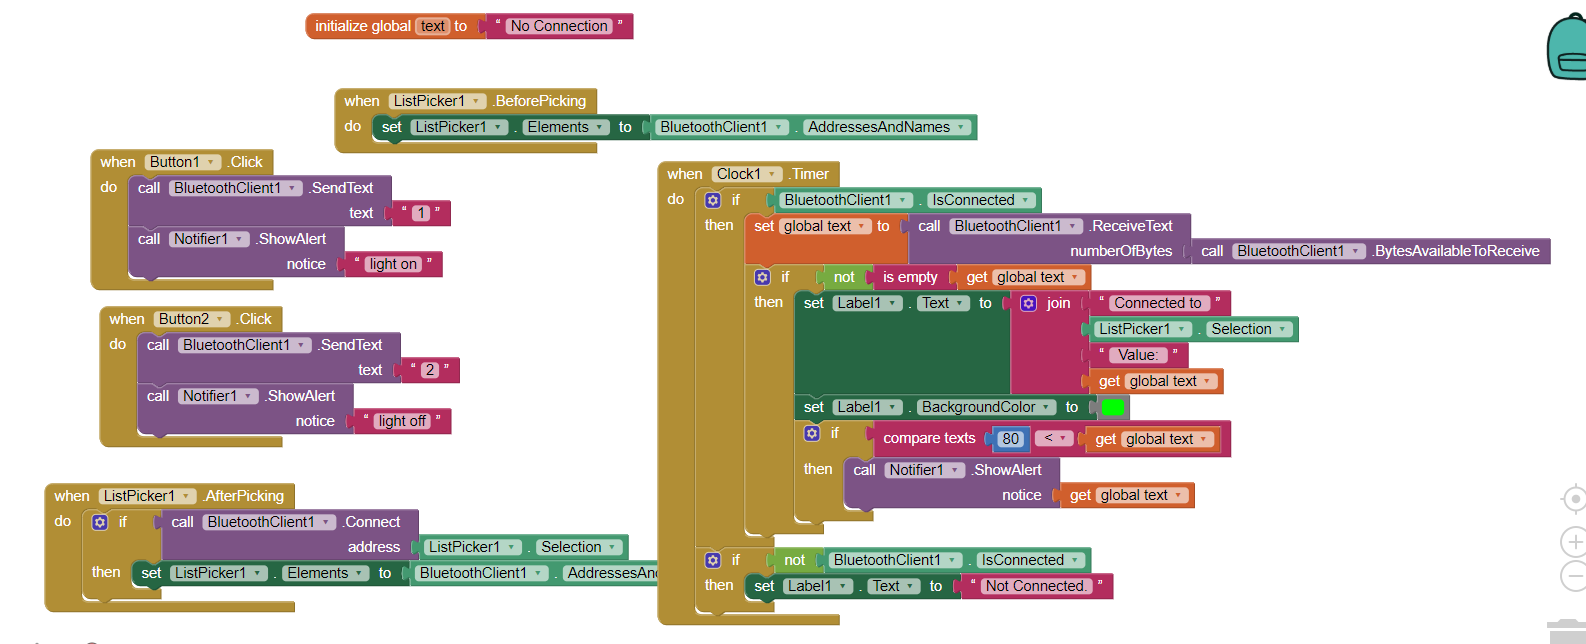 initialize global text to " No Connection "
when ListPicker1 .BeforePicking
do set ListPicker1 . Elements to BluetoothClient1 . AddressesAndNames
when Button1 .Click
do call BluetoothClient1 .SendText
text " 1 "
call Notifier1 .ShowAlert
notice " light on "
when Button2 .Click
do call BluetoothClient1 .SendText
text " 2 "
call Notifier1 .ShowAlert
notice " light off "
when ListPicker1 .AfterPicking
do if call BluetoothClient1 .Connect
address ListPicker1 . Selection
then set ListPicker1 . Elements to BluetoothClient1 . AddressesAn
when Clock1 .Timer
do if BluetoothClient1 . IsConnected
then set global text to call BluetoothClient1 .ReceiveText
numberOfBytes call BluetoothClient1 .BytesAvailableToReceive
if not is empty get global text
then set Label1 . Text to join " Connected to "
ListPicker1 . Selection
" Value: "
get global text
set Label1 . BackgroundColor to
if compare texts 80 < get global text
then call Notifier1 .ShowAlert
notice get global text
if not BluetoothClient1 . IsConnected
then set Label1 . Text to " Not Connected. "